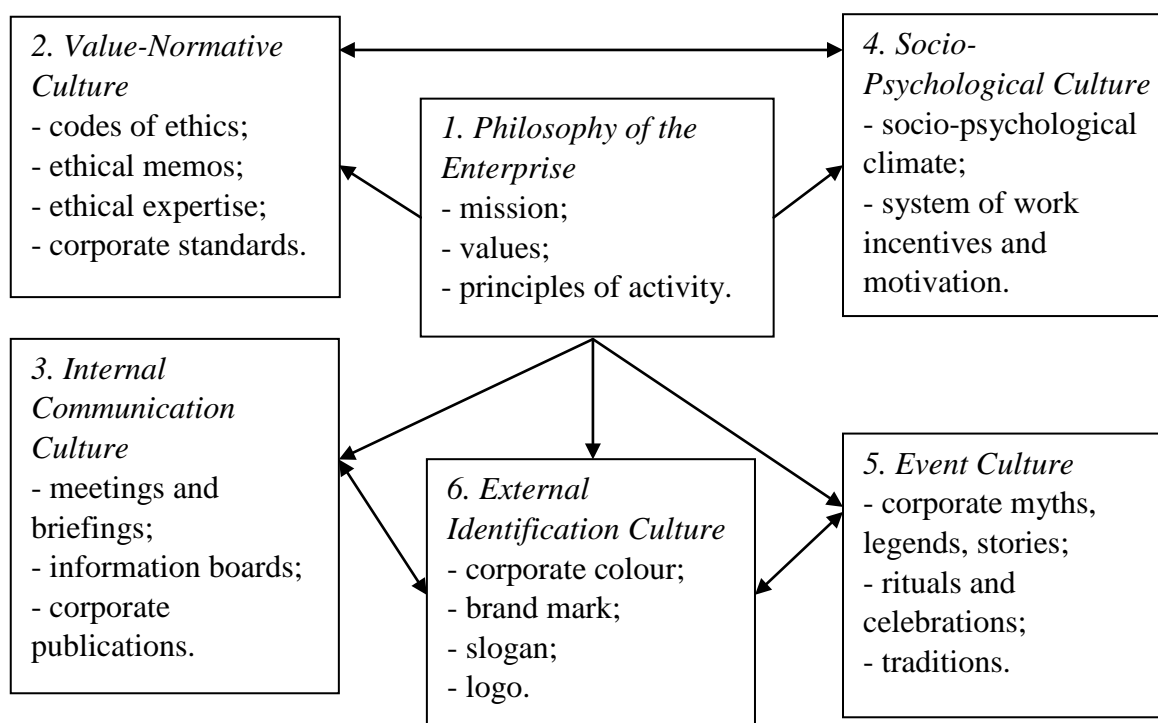 1. Philosophy of the
Enterprise
- mission;
- values;
- principles of activity.
2. Value-Normative
Culture
- codes of ethics;
- ethical memos;
- ethical expertise;
- corporate standards.
3. Internal
Communication
Culture
- meetings and
briefings;
- information boards;
- corporate
publications.
4. Socio-
Psychological Culture
- socio-psychological
climate;
- system of work
incentives and
motivation.
5. Event Culture
- corporate myths,
legends, stories;
- rituals and
celebrations;
- traditions.
6. External
Identification Culture
- corporate colour;
- brand mark;
- slogan;
- logo.